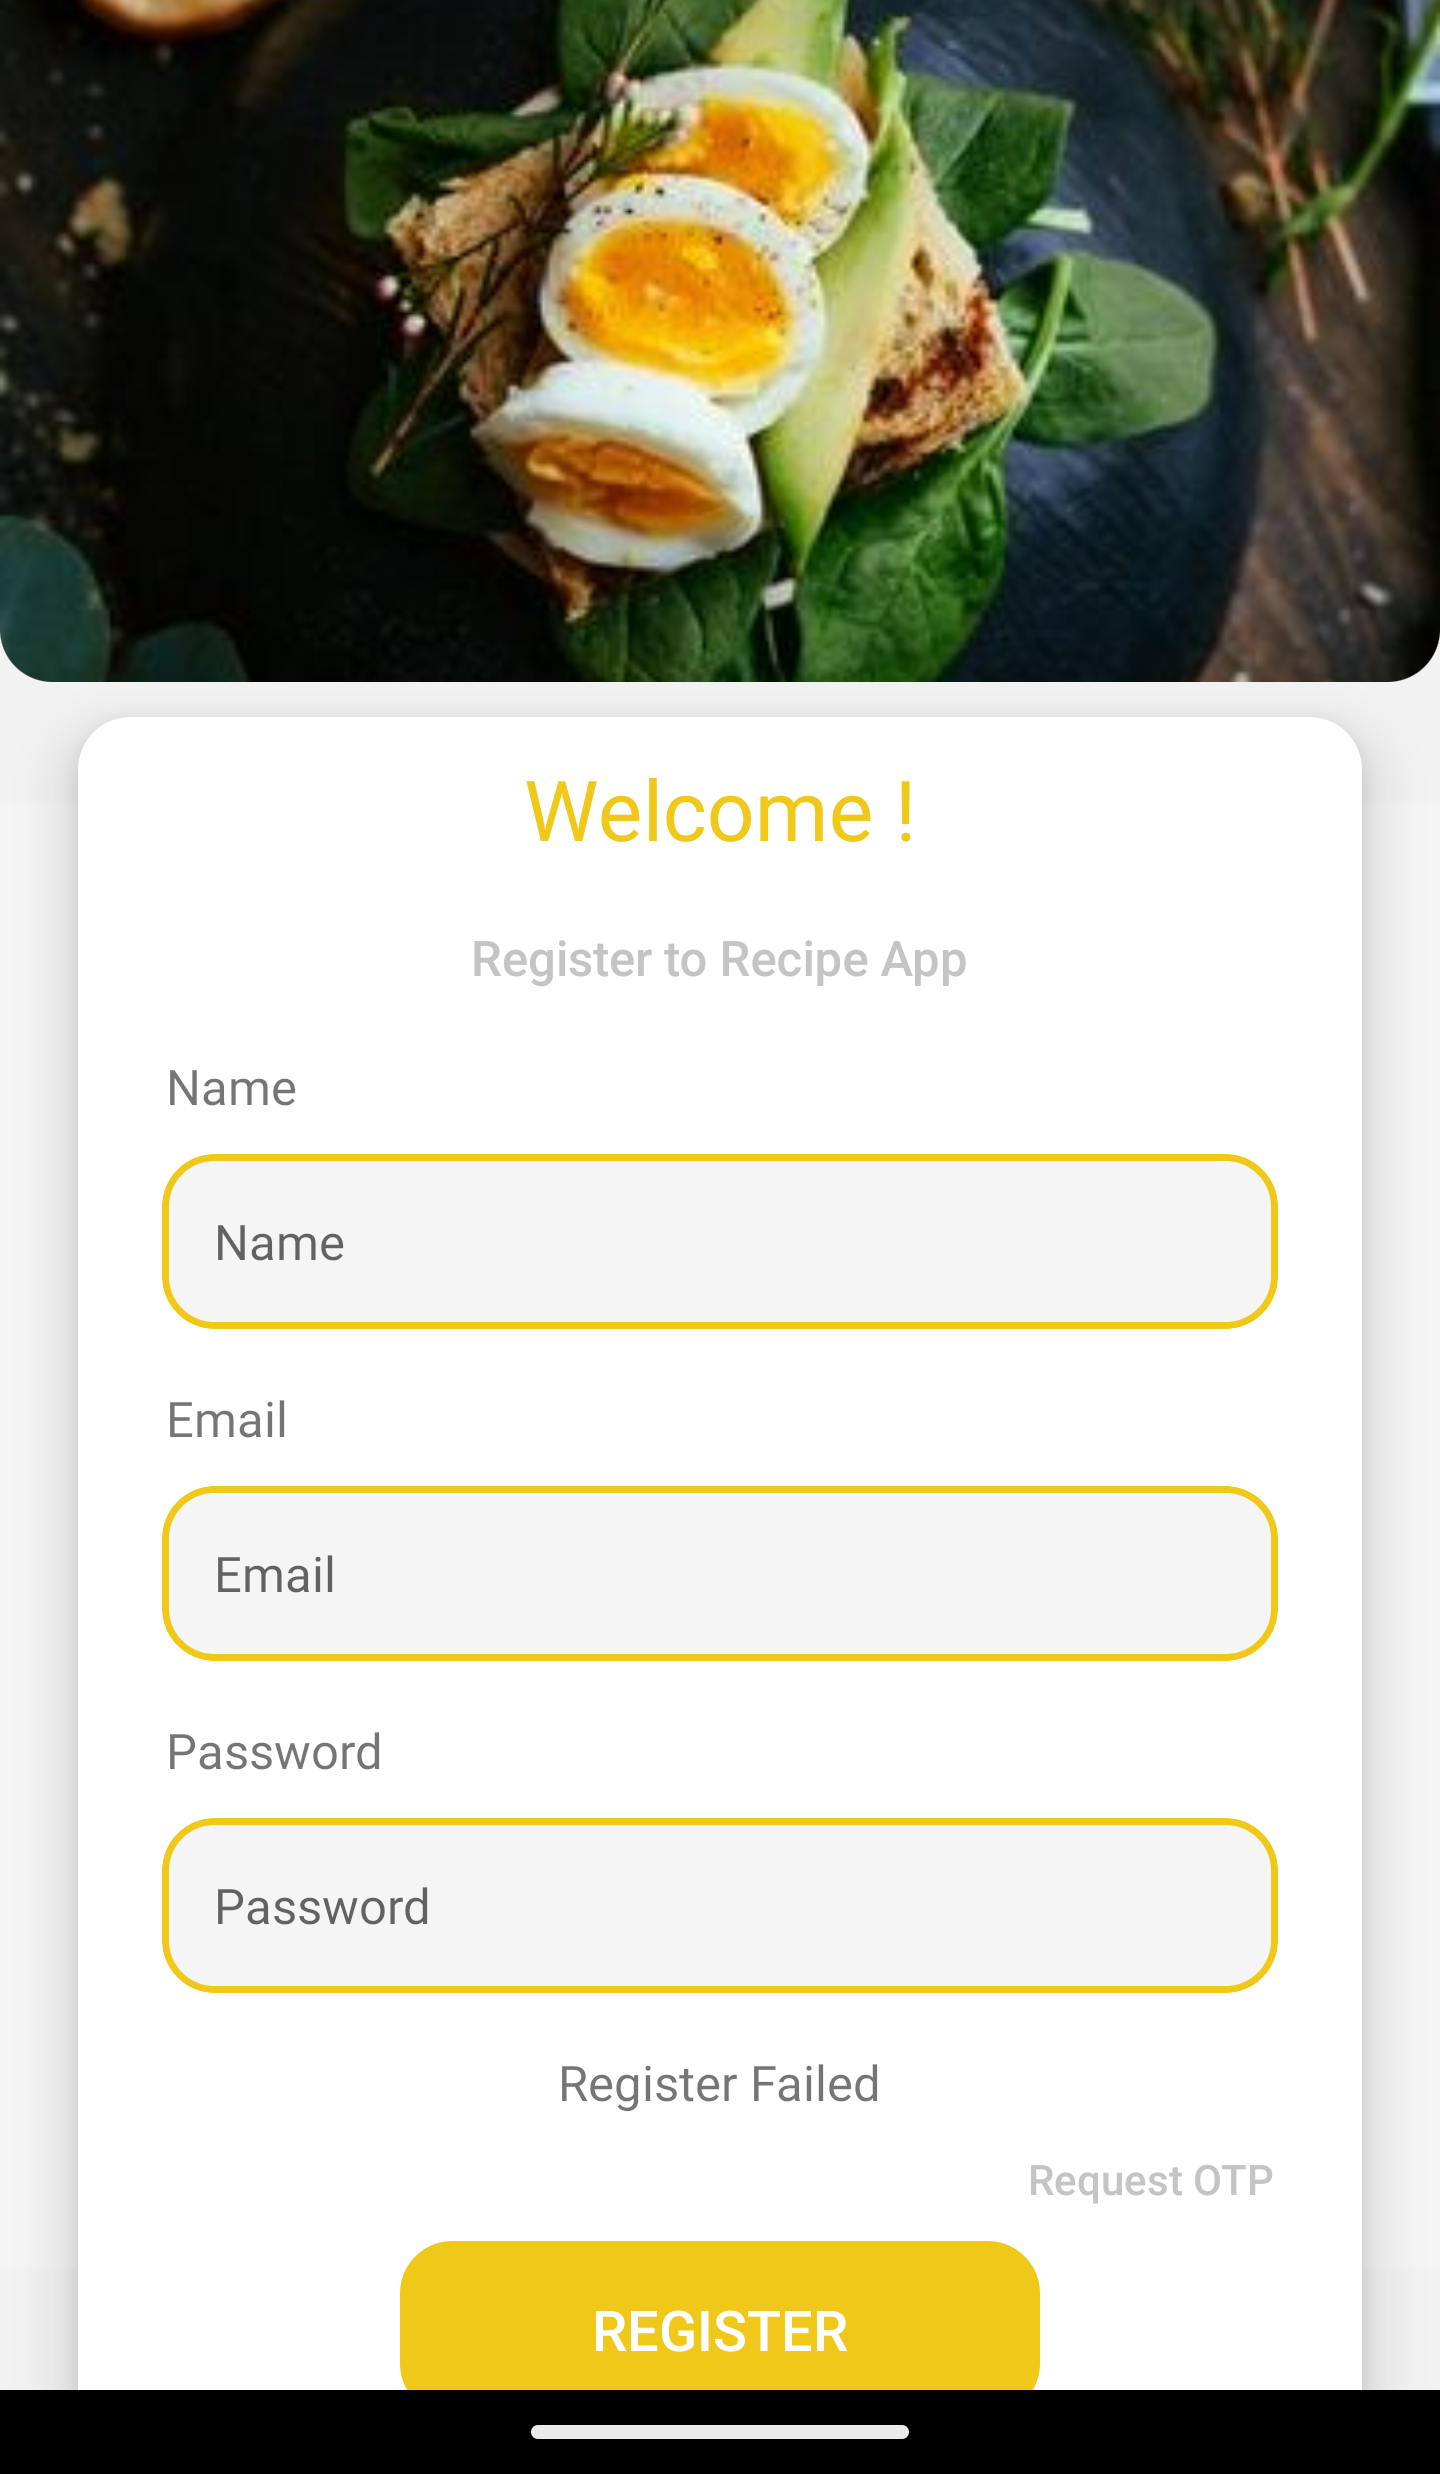 Welcome !
Register to Recipe App
Name
Name
Email
Email
Password
Password
Register Failed
Request OTP
REGISTER